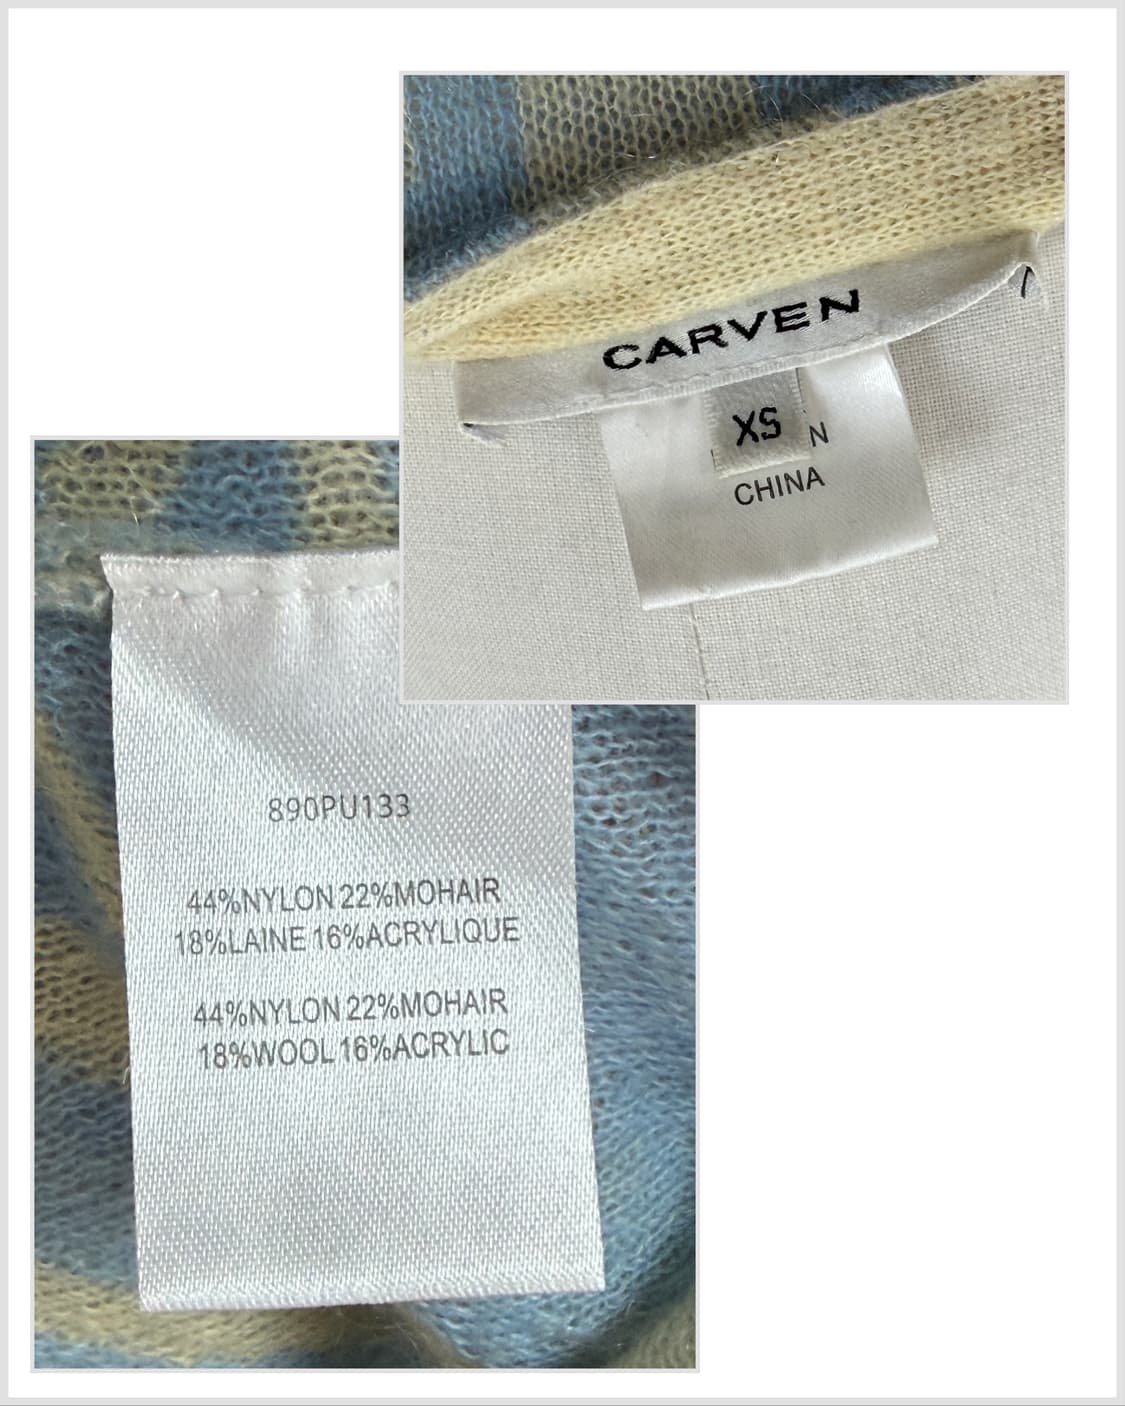 CARVEN
XS
N
CHINA
890PU133
44%NYLON 22%MOHAIR
18%LAINE 16%ACRYLIQUE
44%NYLON 22%MOHAIR
18%WOOL 16%ACRYLIC